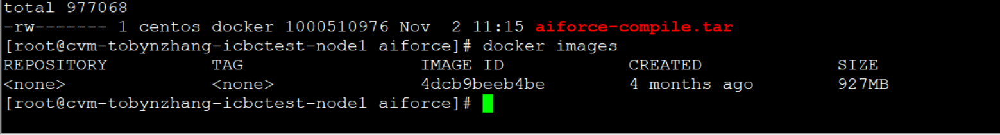 total 977068
-rw------- 1 centos docker 1000510976 Nov  2 11:15 aiforce-compile.tar
[root@cvm-tobynzhang-icbctest-node1 aiforce]# docker images
REPOSITORY          TAG                 IMAGE ID            CREATED             SIZE
<none>              <none>              4dcb9beeb4be        4 months ago        927MB
[root@cvm-tobynzhang-icbctest-node1 aiforce]#